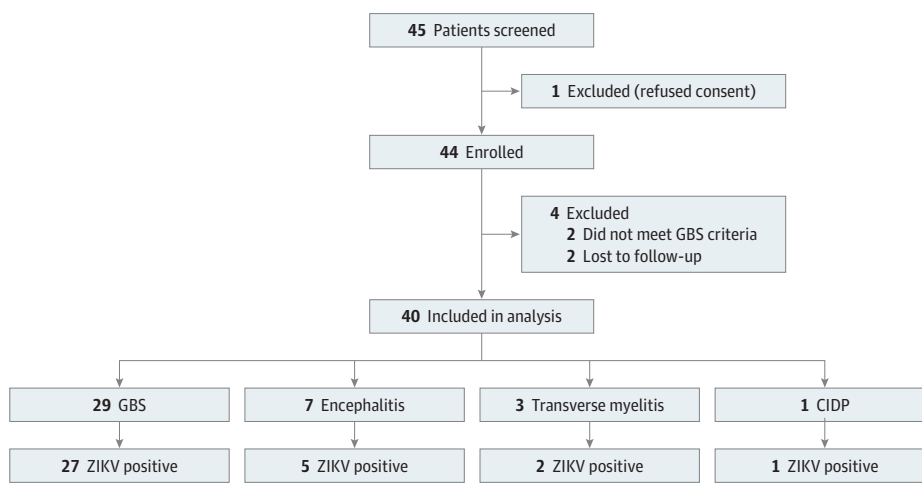 45 Patients screened
1 Excluded (refused consent)
44 Enrolled
4 Excluded
2 Did not meet GBS criteria
2 Lost to follow-up
40 Included in analysis
29 GBS
7 Encephalitis
3 Transverse myelitis
1 CIDP
27 ZIKV positive
5 ZIKV positive
2 ZIKV positive
1 ZIKV positive